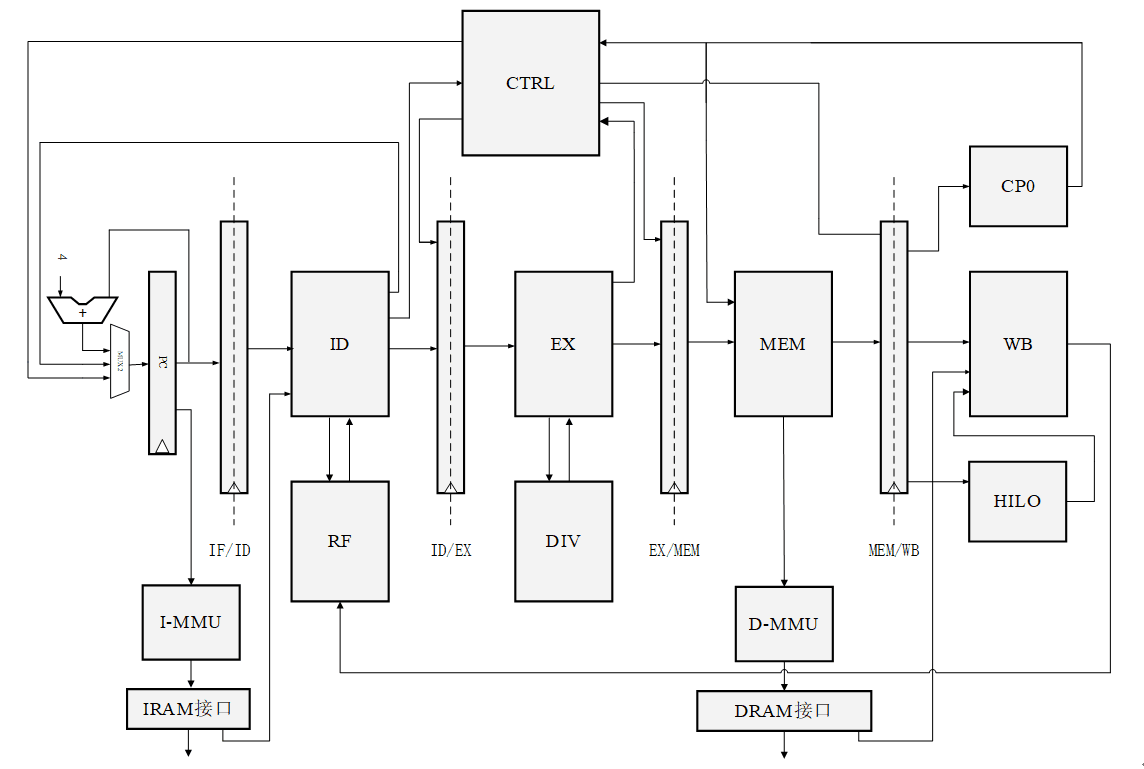 CTRL
CP0
4
+
MUX2
PC
ID
EX
MEM
WB
HILO
RF
DIV
IF/ID
ID/EX
EX/MEM
MEM/WB
I-MMU
D-MMU
IRAM接口
DRAM接口